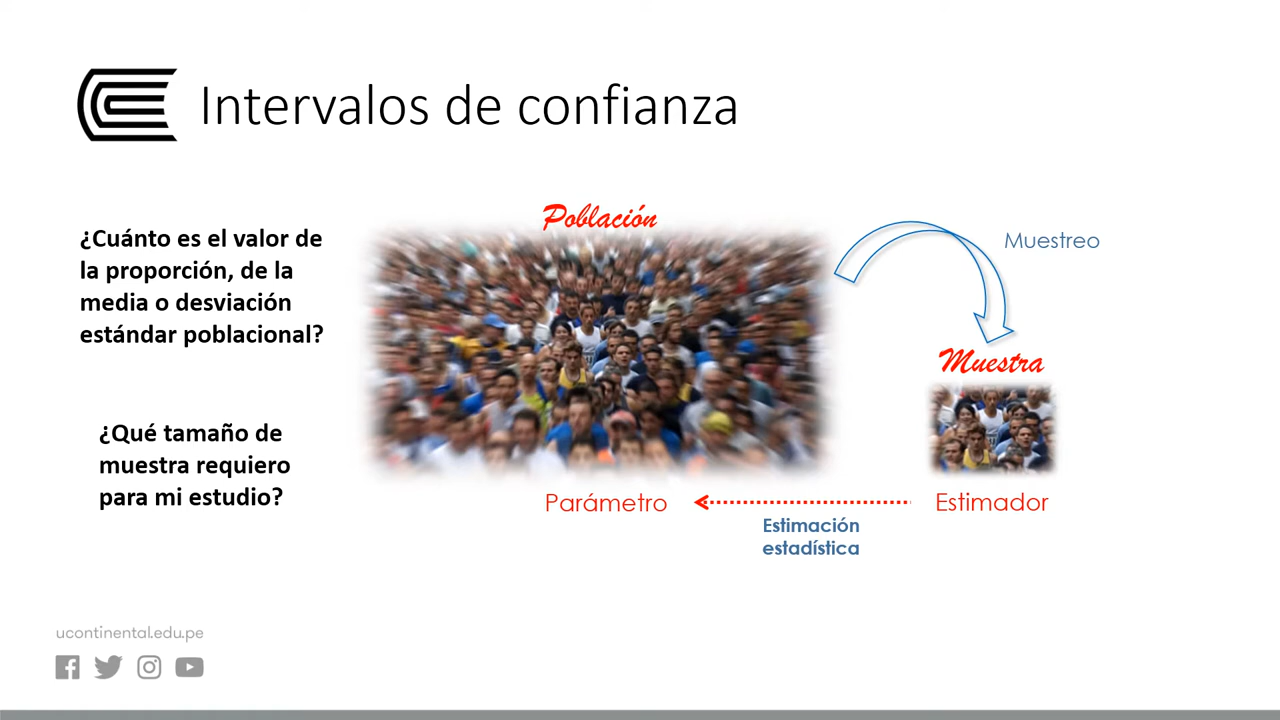 Intervalos de confianza
¿Cuánto es el valor de
la proporción, de la
media o desviación
estándar poblacional?
¿Qué tamaño de
muestra requiero
para mi estudio?
Población
Muestreo
Muestra
Parámetro
Estimador
Estimación
estadística
ucontinental.edu.pe